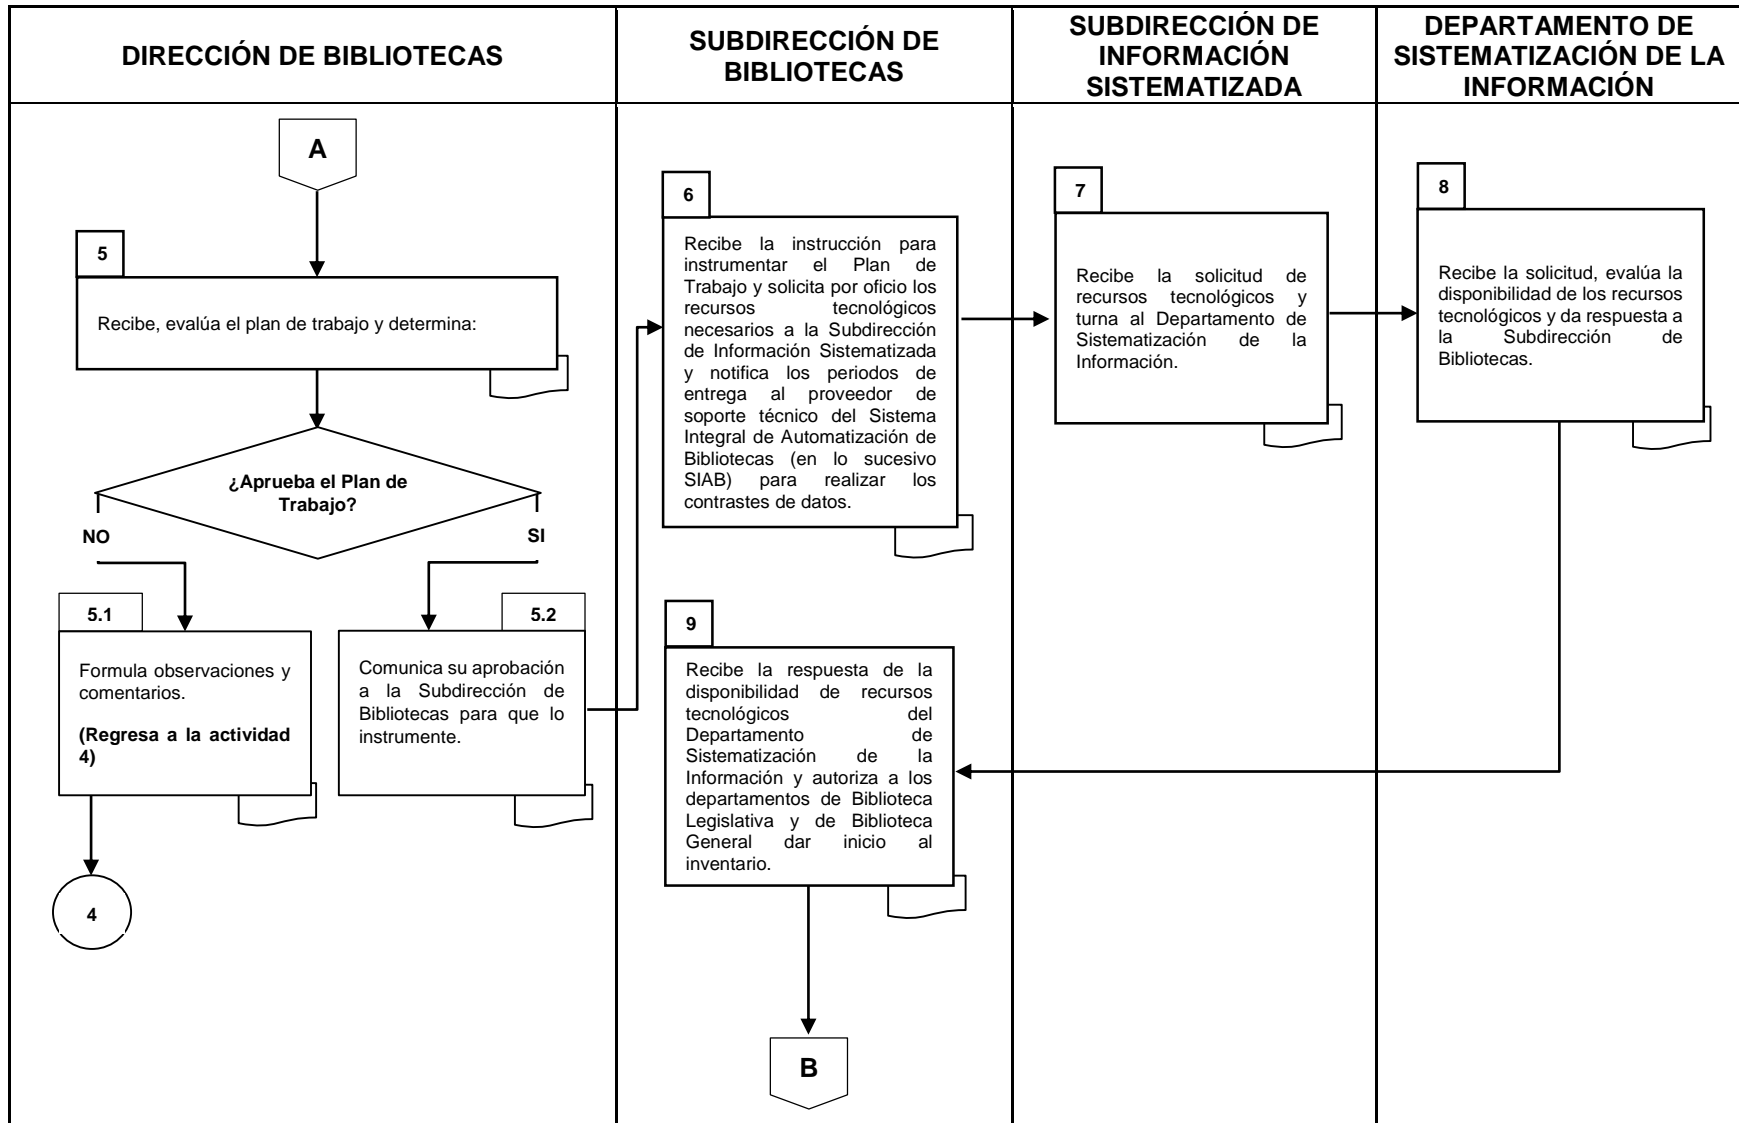 DIRECCIÓN DE BIBLIOTECAS
SUBDIRECCIÓN DE
BIBLIOTECAS
SUBDIRECCIÓN DE
INFORMACIÓN
SISTEMATIZADA
DEPARTAMENTO DE
SISTEMATIZACIÓN DE LA
INFORMACIÓN
A
5
Recibe, evalúa el plan de trabajo y determina:
¿Aprueba el Plan de
Trabajo?
NO
SI
5.1
Formula observaciones y
comentarios.
(Regresa a la actividad
4)
4
5.2
Comunica su aprobación
a la Subdirección de
Bibliotecas para que lo
instrumente.
6
Recibe la instrucción para
instrumentar el Plan de
Trabajo y solicita por oficio los
recursos tecnológicos
necesarios a la Subdirección
de Información Sistematizada
y notifica los periodos de
entrega al proveedor de
soporte técnico del Sistema
Integral de Automatización de
Bibliotecas (en lo sucesivo
SIAB) para realizar los
contrastes de datos.
7
Recibe la solicitud de
recursos tecnológicos y
turna al Departamento de
Sistematización de la
Información.
8
Recibe la solicitud, evalúa la
disponibilidad de los recursos
tecnológicos y da respuesta a
la Subdirección de
Bibliotecas.
9
Recibe la respuesta de la
disponibilidad de recursos
tecnológicos del
Departamento de
Sistematización de la
Información y autoriza a los
departamentos de Biblioteca
Legislativa y de Biblioteca
General dar inicio al
inventario.
B